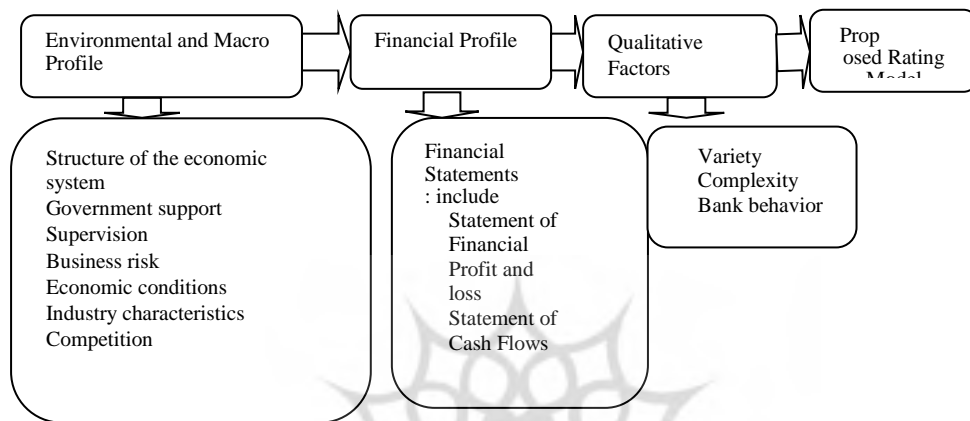 Environmental and Macro
Profile
Financial Profile
Qualitative
Factors
Prop
osed Rating
Model
Structure of the economic
system
Government support
Supervision
Business risk
Economic conditions
Industry characteristics
Competition
Financial
Statements
: include
Statement of
Financial
Profit and
loss
Statement of
Cash Flows
Variety
Complexity
Bank behavior